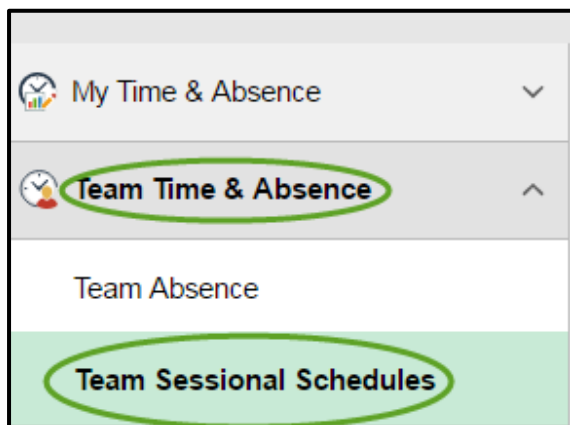 My Time & Absence
Team Time & Absence
Team Absence
Team Sessional Schedules